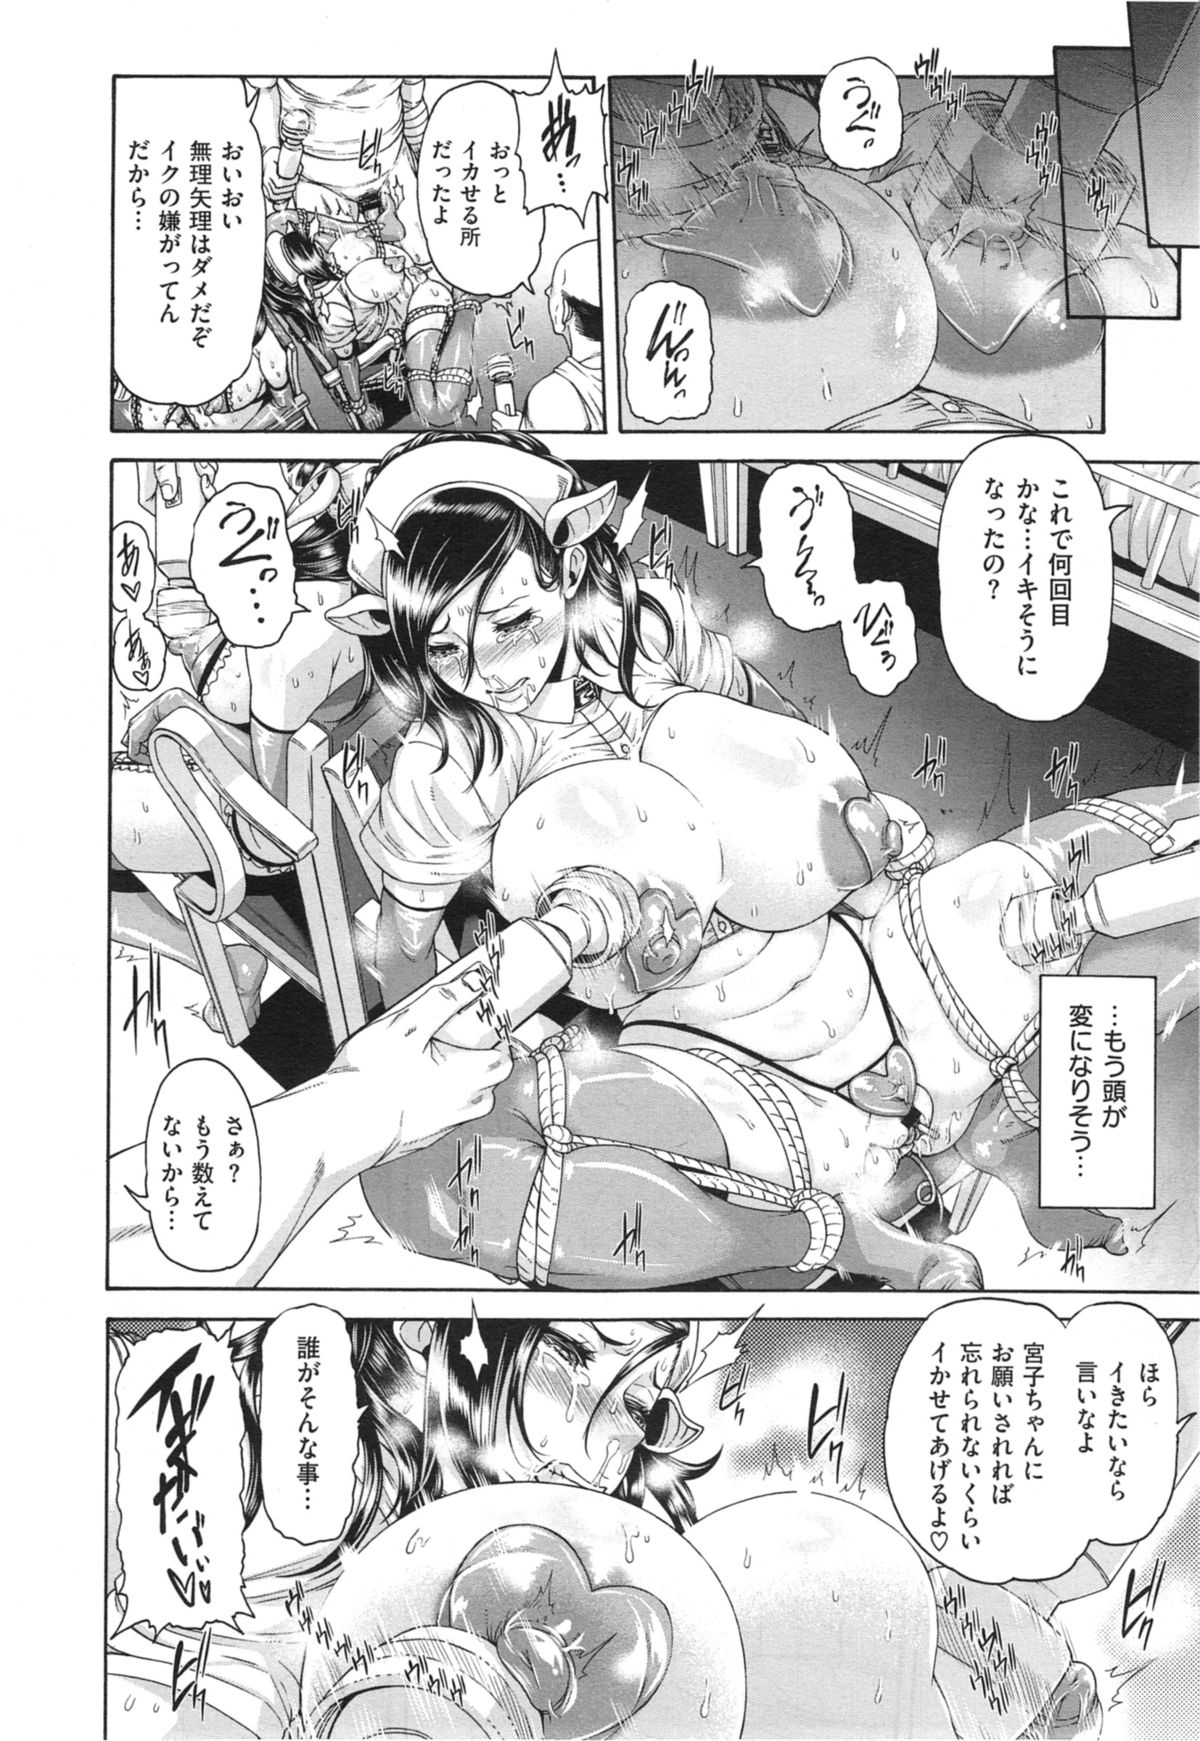 うぐっ
んっんっ
あ゛っ
…
おっと
イカせる所
だったよ
おいおい
無理矢理はダメだぞ
イクの嫌がってん
だから…
これで何回目
かな…イキそうに
なったの?
うぐぅっ
ひぐぅ
うぐっ…
あ♡
ああ♡
…もう頭が
変になりそう…
さぁ?
もう数えて
ないから…
ほら
イきたいなら
言いなよ
宮子ちゃんに
お願いされれば
忘れられないくらい
イかせてあげるよ♡
誰がそんな事…
イぎだいぃ♡♡